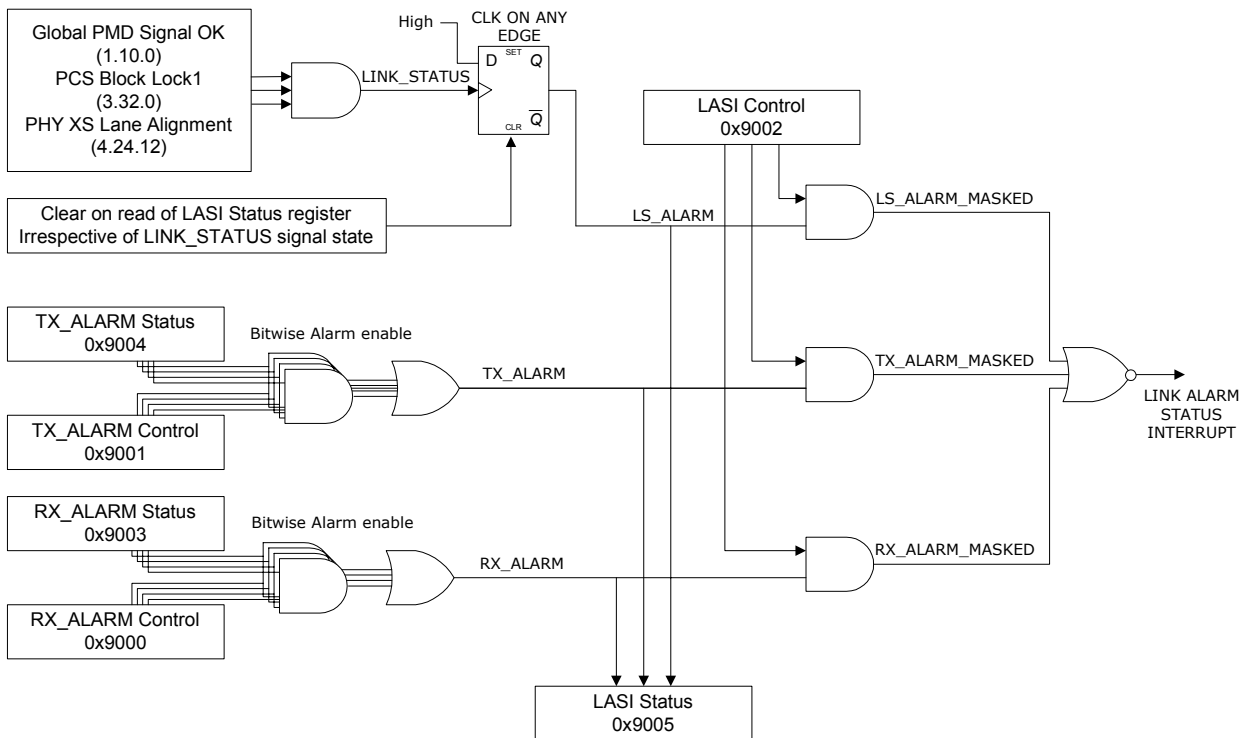 Global PMD Signal OK
(1.10.0)
PCS Block Lock1
(3.32.0)
PHY XS Lane Alignment
(4.24.12)
LINK_STATUS
High
CLK ON ANY
EDGE
D
SET
Q
Q
CLR
LASI Control
0x9002
Clear on read of LASI Status register
Irrespective of LINK_STATUS signal state
LS_ALARM
LS_ALARM_MASKED
TX_ALARM Status
0x9004
Bitwise Alarm enable
TX_ALARM
TX_ALARM_MASKED
TX_ALARM Control
0x9001
LINK ALARM
STATUS
INTERRUPT
RX_ALARM Status
0x9003
Bitwise Alarm enable
RX_ALARM
RX_ALARM_MASKED
RX_ALARM Control
0x9000
LASI Status
0x9005